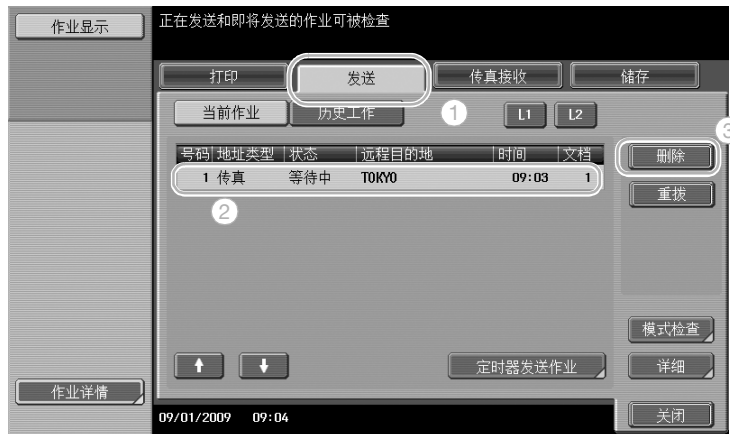 作业显示
正在发送和即将发送的作业可被检查
打印 发送 传真接收 储存
当前作业 历史工作 1 L1 L2
3
号码 地址类型 状态 远程目的地 时间 文档
1 传真 等待中 TOKYO 09:03 1
删除
重拨
2
模式检查
定时器发送作业 详细
作业详情
09/01/2009 09:04 关闭